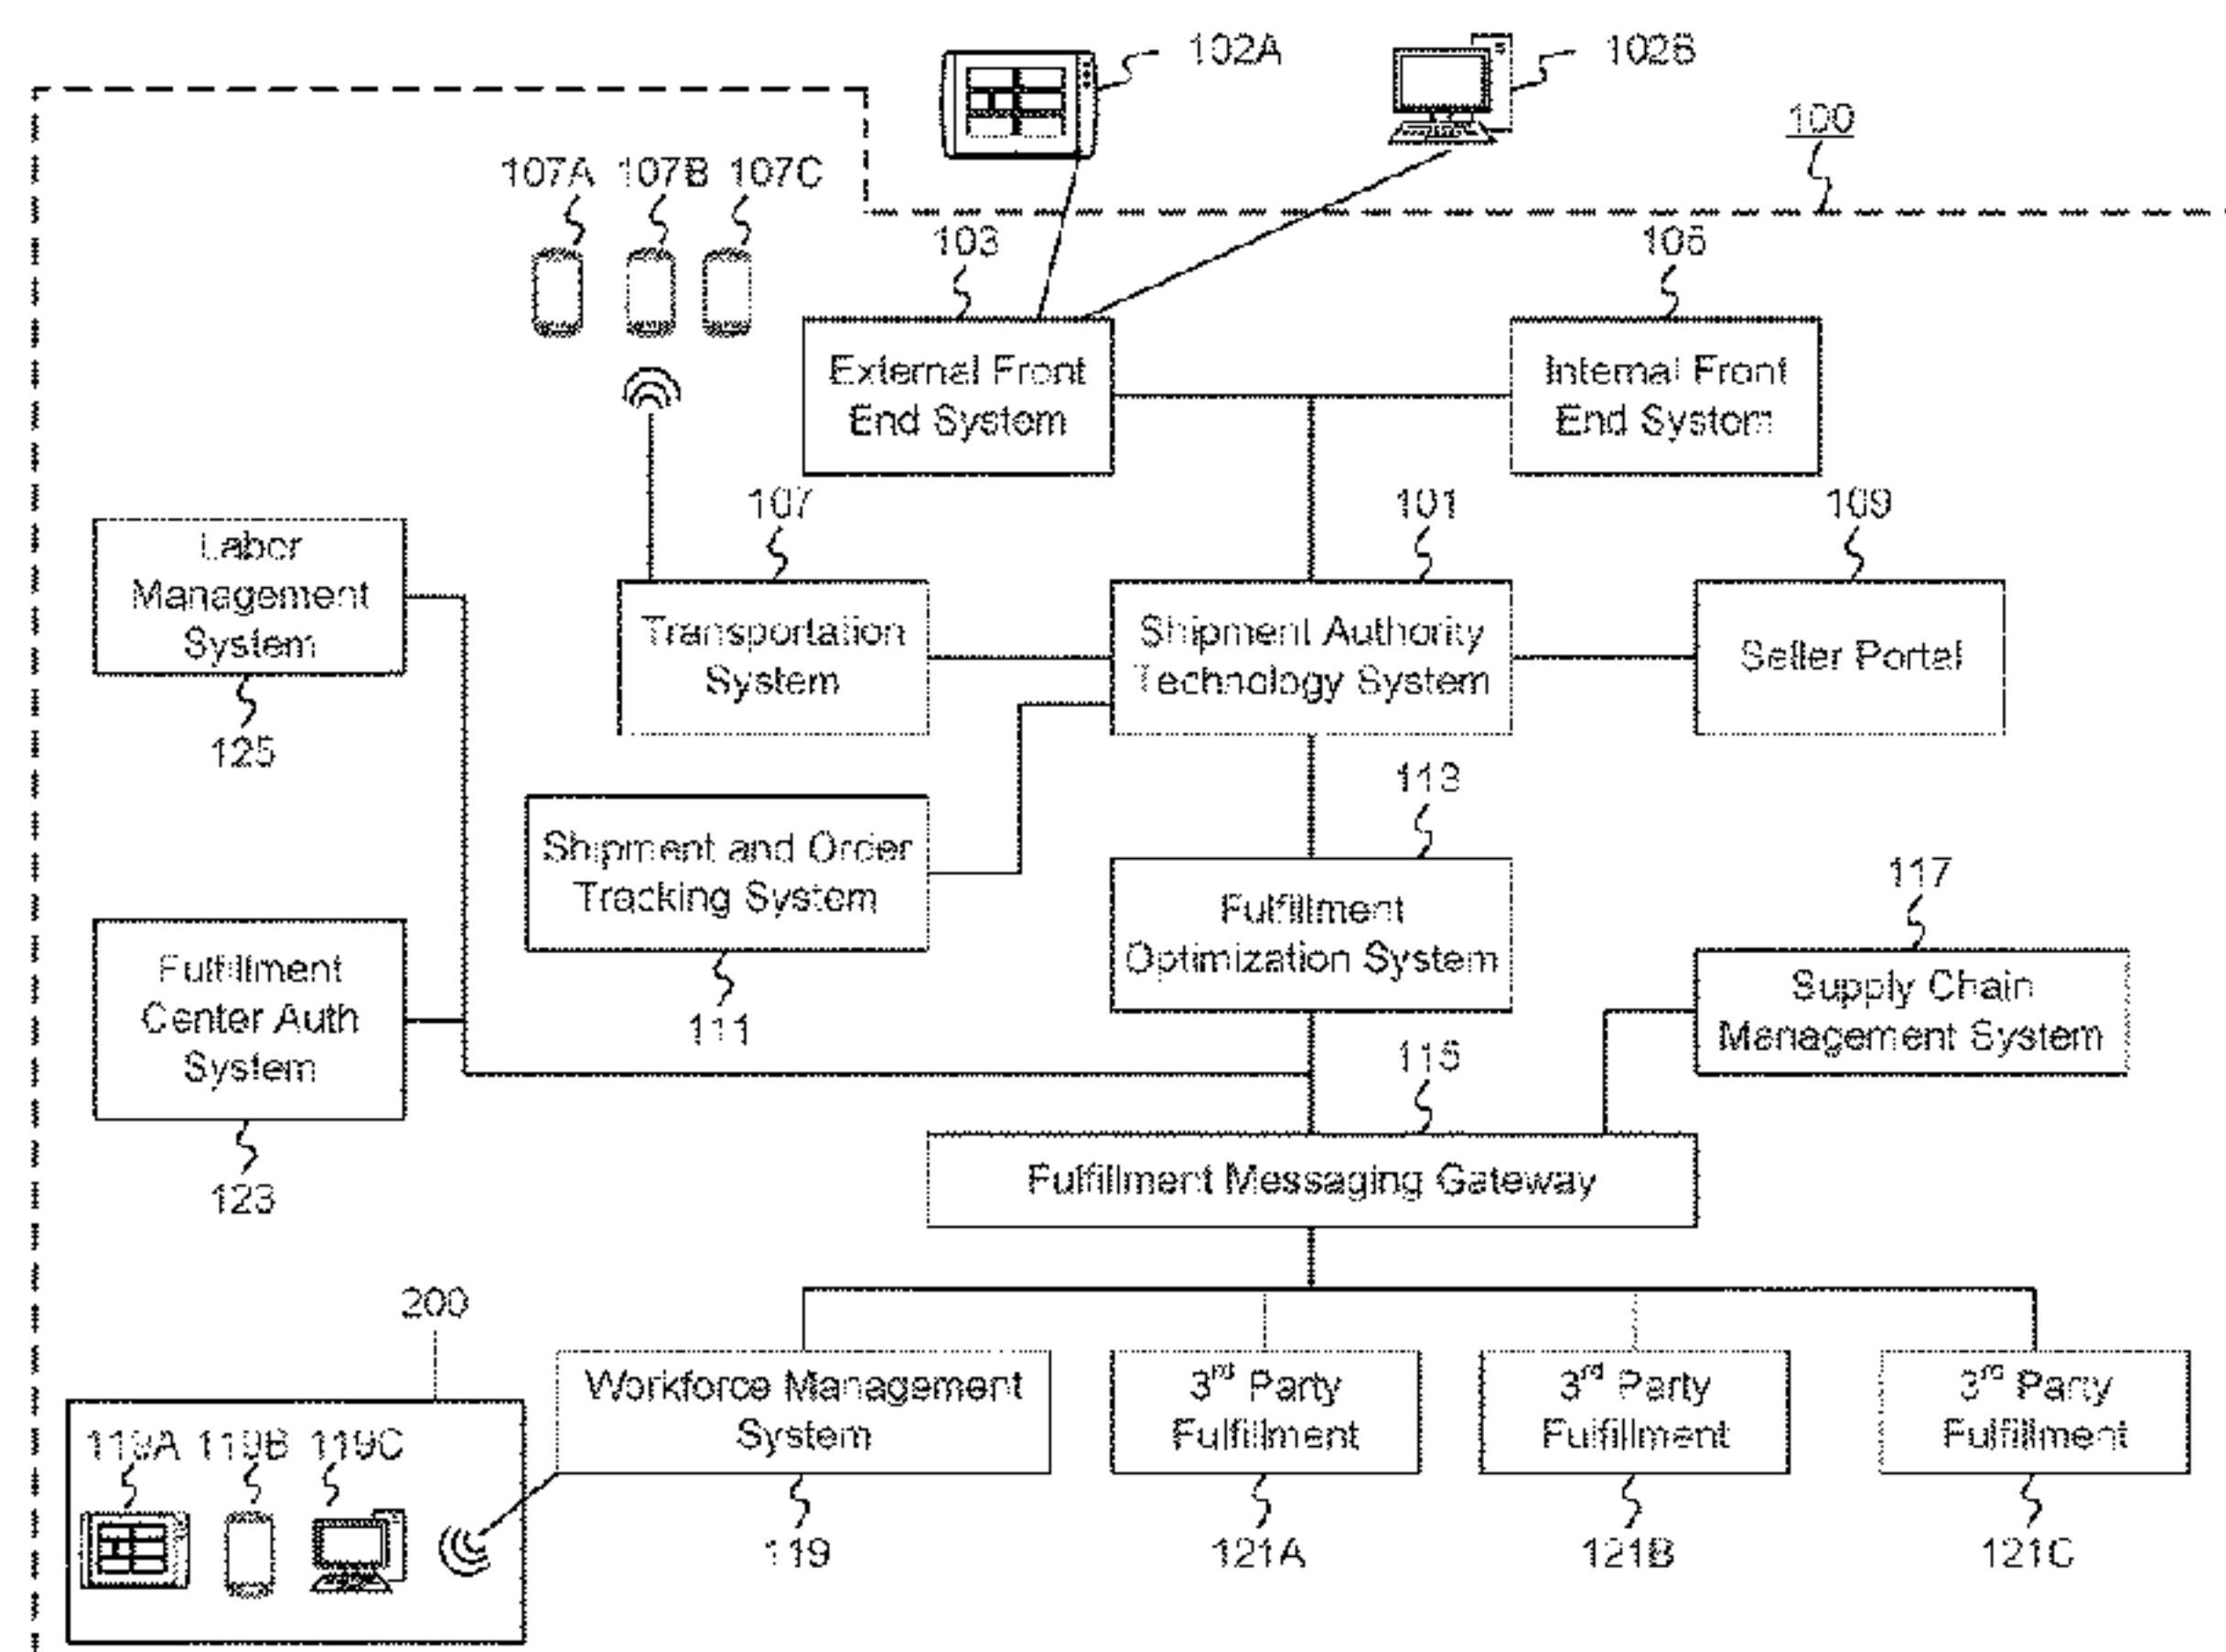 102A
102B
100
107A 107B 107C
103
105
External Front
End System
Internal Front
End System
107
101
109
Labor
Management
System
Transportation
System
Shipment Authority
Technology System
Seller Portal
125
113
Shipment and Order
Tracking System
117
Fulfillment
Optimization System
Fulfillment
Center Auth
System
Supply Chain
Management System
111
115
123
Fulfillment Messaging Gateway
200
Workforce Management
System
3rd Party
Fulfillment
3rd Party
Fulfillment
3rd Party
Fulfillment
119A 119B 119C
119
121A
121B
121C